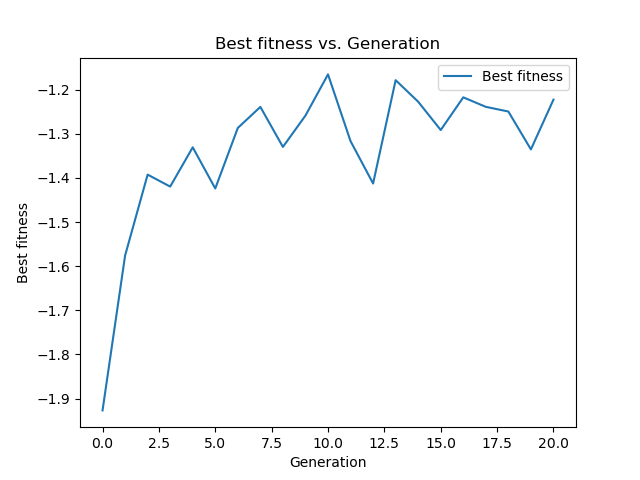 Best fitness vs. Generation
Best fitness
−1.2
−1.3
−1.4
−1.5
−1.6
−1.7
−1.8
−1.9
Best fitness
0.0 2.5 5.0 7.5 10.0 12.5 15.0 17.5 20.0
Generation